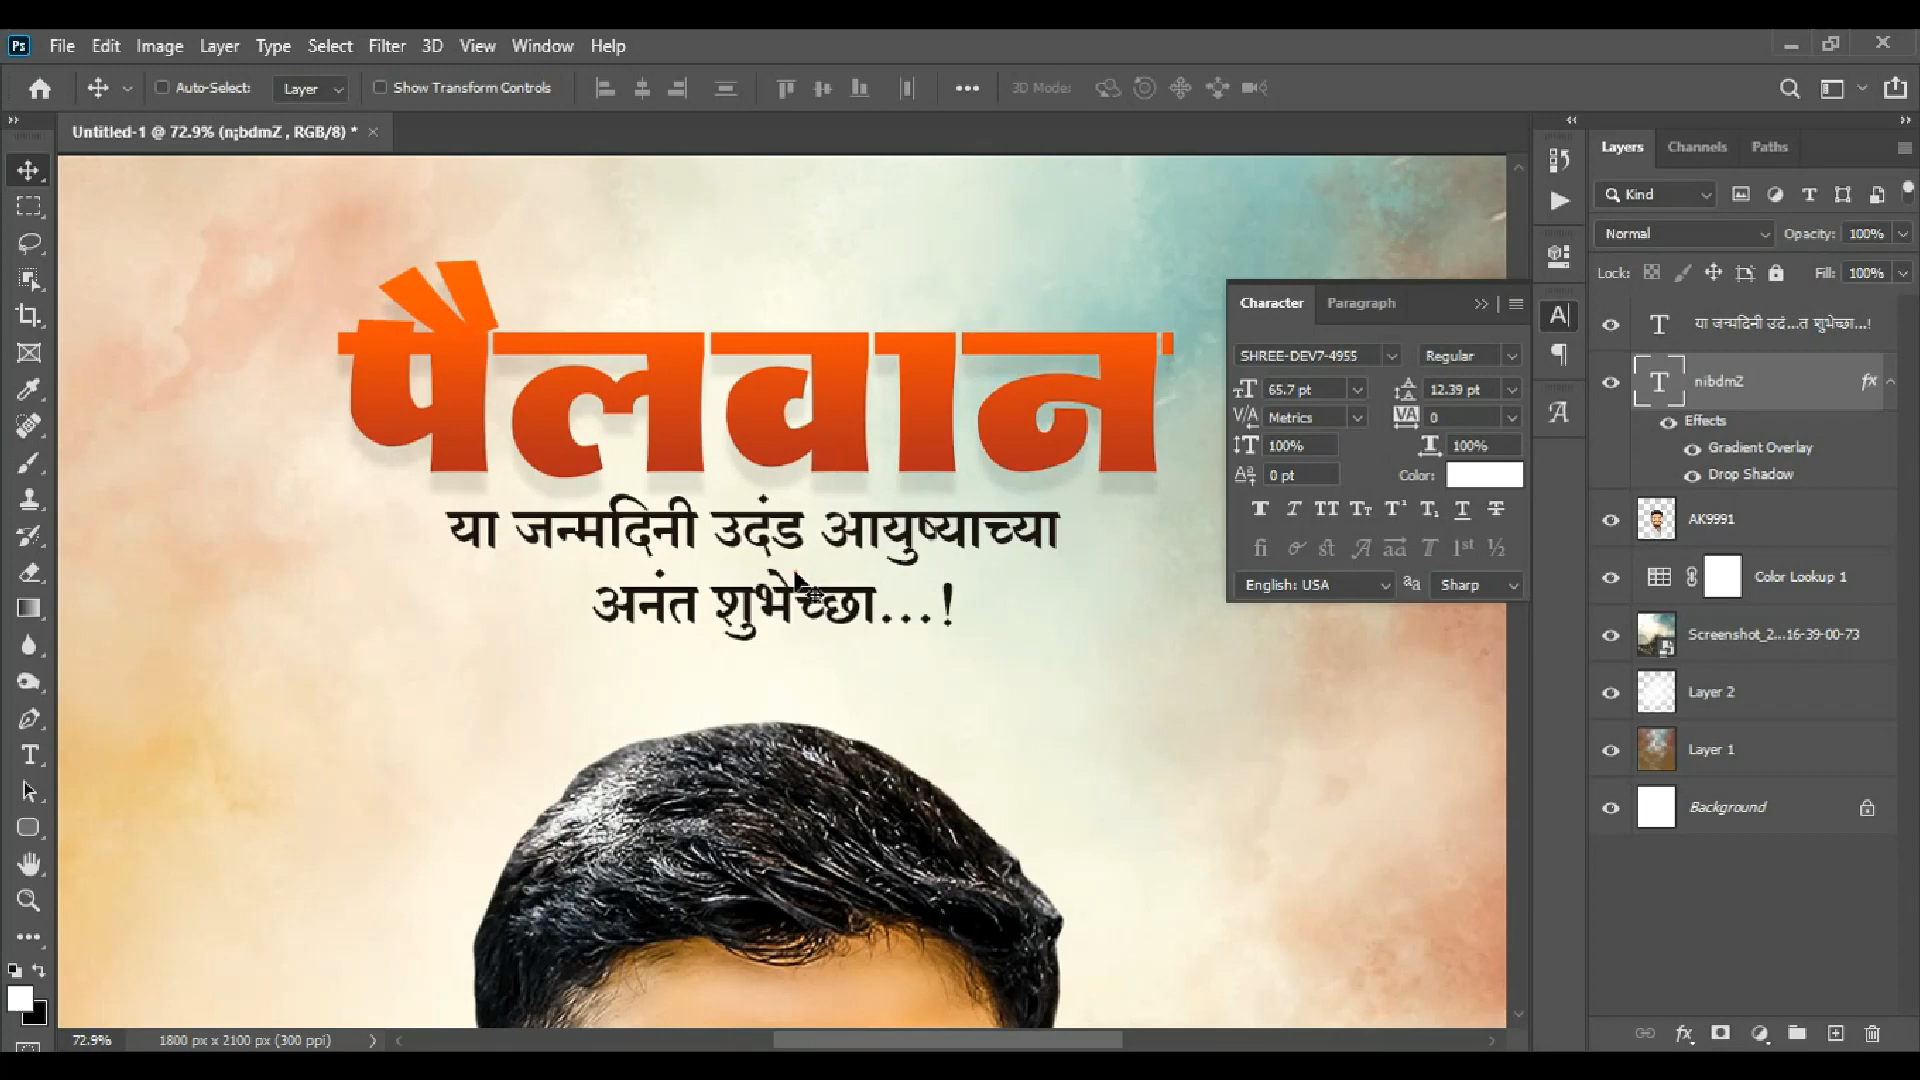 Ps File Edit Image Layer Type Select Filter 3D View Window Help
Auto-Select: Layer Show Transform Controls 3D Mode:
Untitled-1 @ 72.9% (n¡bdmZ , RGB/8) *
पैलवान
या जन्मदिनी उदंड आयुष्याच्या
अनंत शुभेच्छा...!
Character Paragraph
SHREE-DEV7-4955 Regular
65.7 pt 12.39 pt
Metrics 0
100% 100%
0 pt Color:
English: USA Sharp
Layers Channels Paths
Kind
Normal Opacity: 100%
Lock: Fill: 100%
या जन्मदिनी उदं...त शुभेच्छा...!
n¡bdmZ fx
Effects
Gradient Overlay
Drop Shadow
AK9991
Color Lookup 1
Screenshot_2...16-39-00-73
Layer 2
Layer 1
Background
72.9% 1800 px x 2100 px (300 ppi)